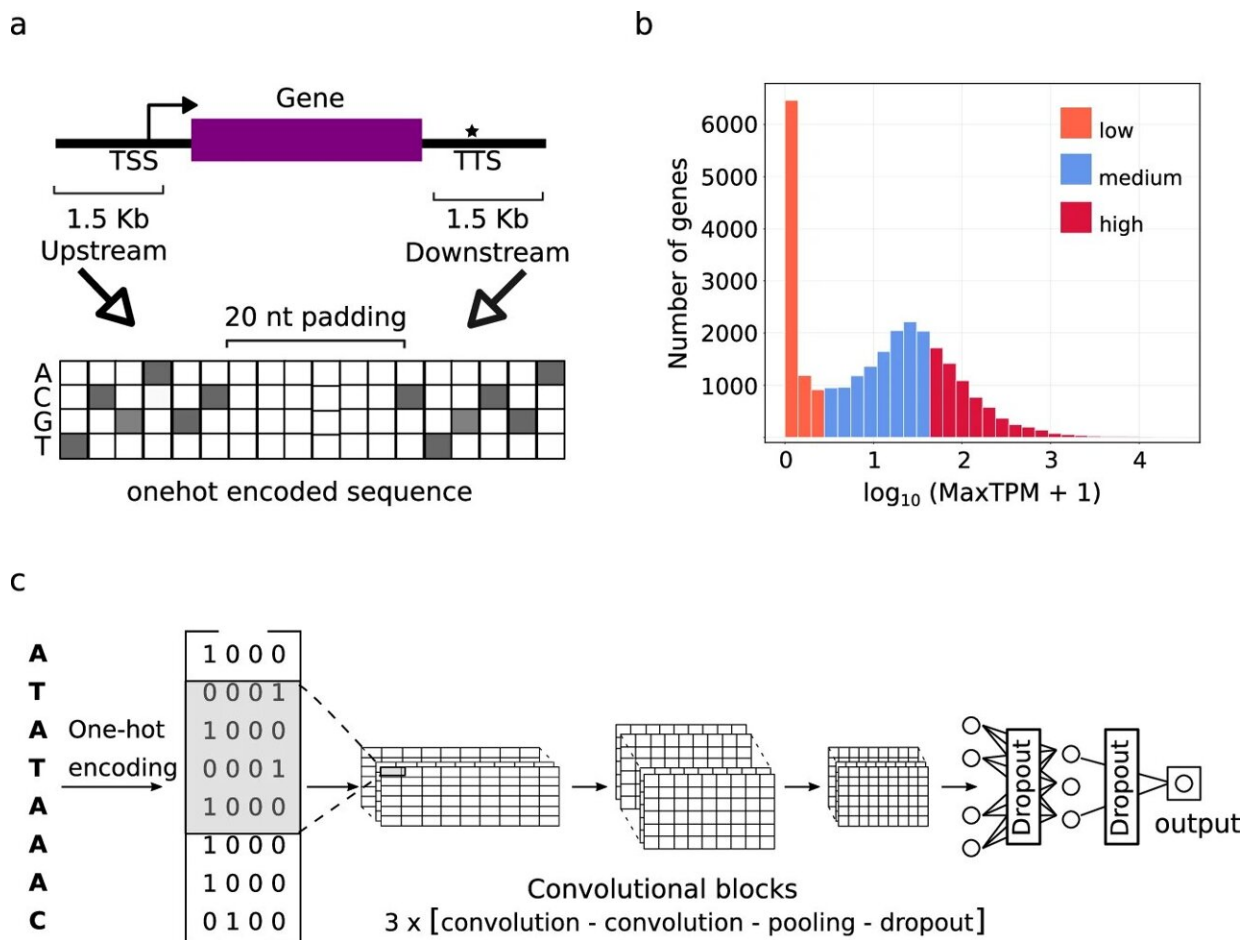 a
Gene
TSS
TTS
1.5 Kb
Upstream
1.5 Kb
Downstream
20 nt padding
A
C
G
T
onehot encoded sequence
b
Number of genes
6000
5000
4000
3000
2000
1000
low
medium
high
0 1 2 3 4
log₁₀ (MaxTPM + 1)
c
A
T
A
T
A
A
A
C
One-hot
encoding
1 0 0 0
0 0 0 1
1 0 0 0
0 0 0 1
1 0 0 0
1 0 0 0
1 0 0 0
0 1 0 0
Convolutional blocks
3 x [convolution - convolution - pooling - dropout]
Dropout
Dropout
output